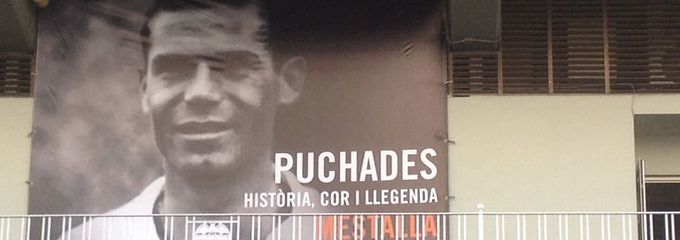 PUCHADES
HISTÒRIA, COR I LLEGENDA
MESTALLA